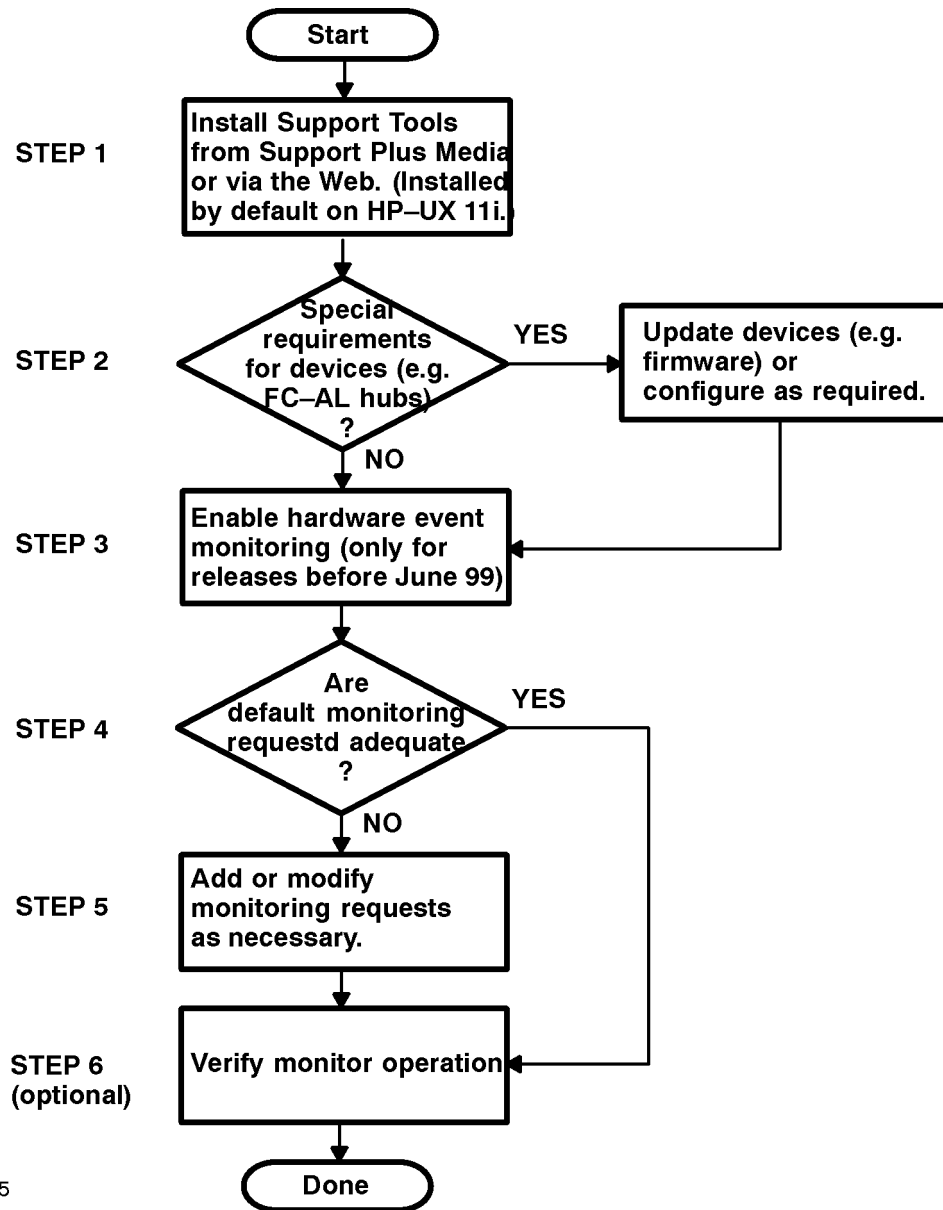 Start
STEP 1
Install Support Tools
from Support Plus Media
or via the Web. (Installed
by default on HP–UX 11i.)
STEP 2
Special
requirements
for devices (e.g.
FC–AL hubs)
?
YES
Update devices (e.g.
firmware) or
configure as required.
NO
STEP 3
Enable hardware event
monitoring (only for
releases before June 99)
STEP 4
Are
default monitoring
requestd adequate
?
YES
NO
STEP 5
Add or modify
monitoring requests
as necessary.
STEP 6
(optional)
Verify monitor operation
Done
5